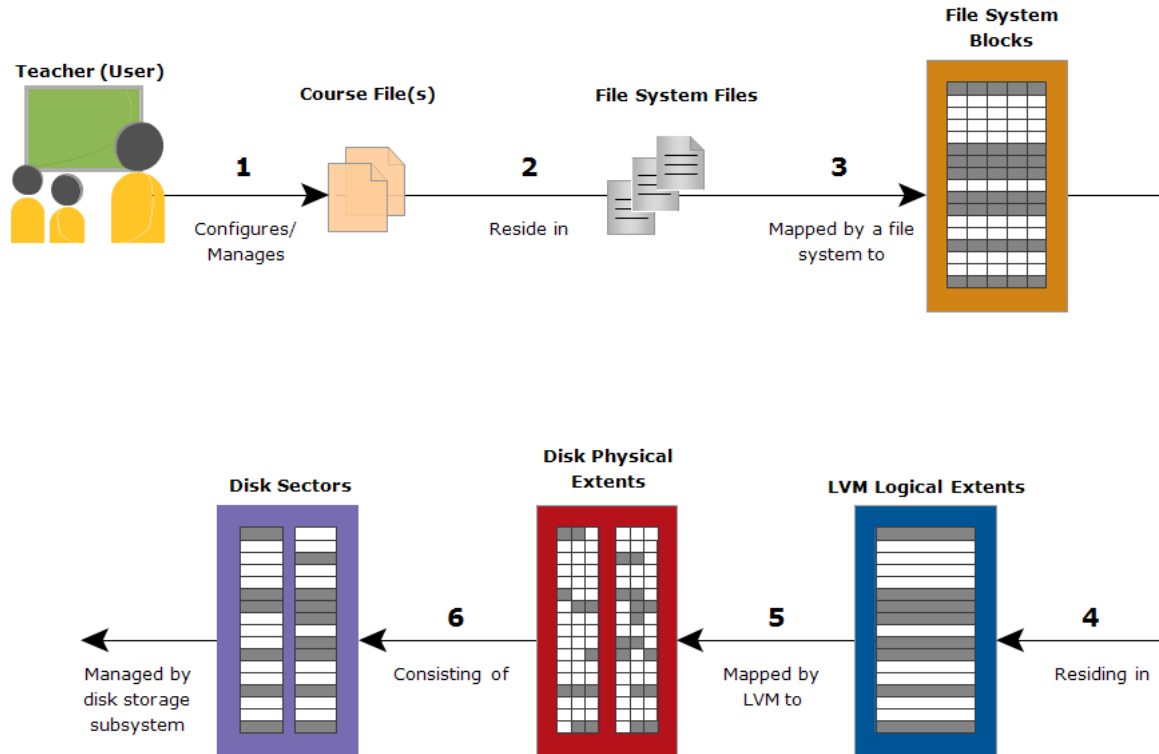 File System
Blocks
Teacher (User)
Course File(s)
File System Files
1
2
3
Configures/
Manages
Reside in
Mapped by a file
system to
Disk Sectors
Disk Physical
Extents
LVM Logical Extents
6
5
4
Managed by
disk storage
subsystem
Consisting of
Mapped by
LVM to
Residing in